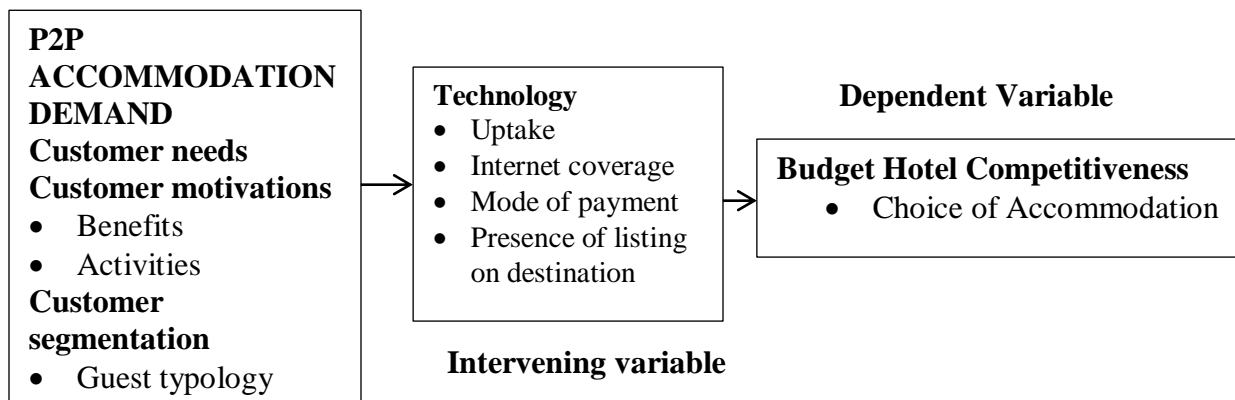 P2P
ACCOMMODATION
DEMAND
Customer needs
Customer motivations
• Benefits
• Activities
Customer
segmentation
• Guest typology
Technology
• Uptake
• Internet coverage
• Mode of payment
• Presence of listing
on destination
Intervening variable
Dependent Variable
Budget Hotel Competitiveness
• Choice of Accommodation